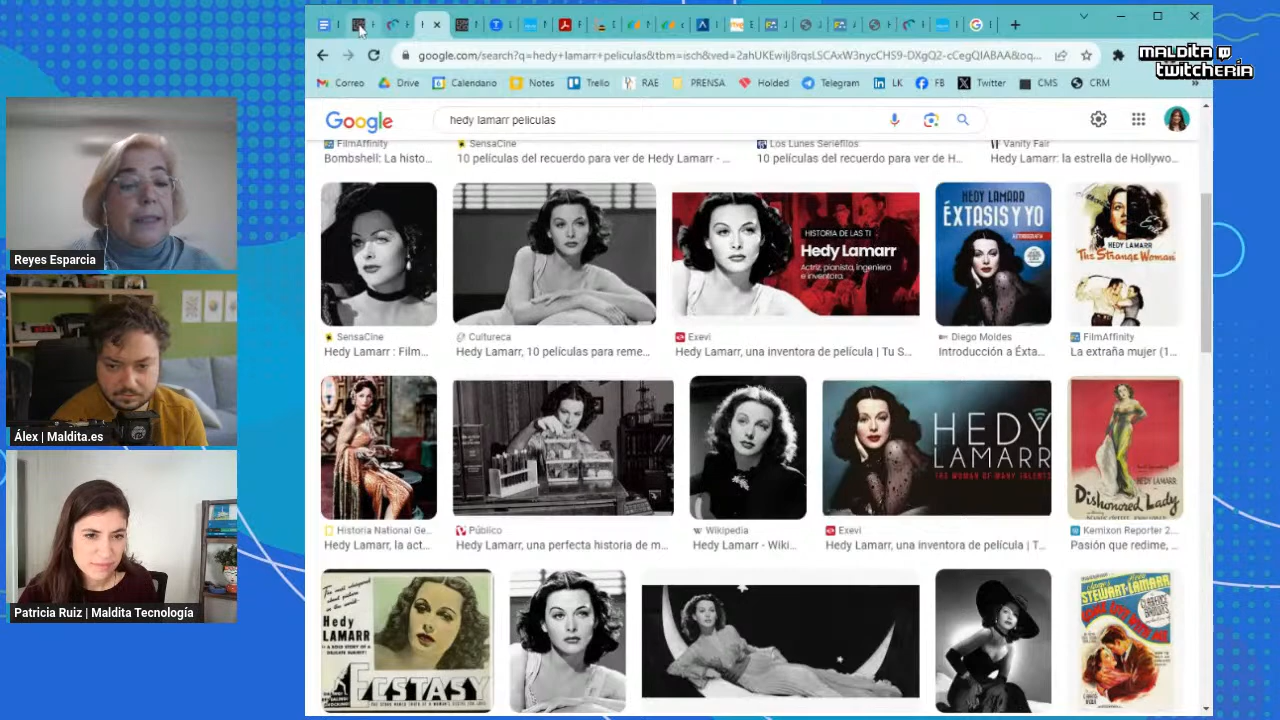 MALDITA
TWITCHERÍA
google.com/search?q=hedy+lamarr+peliculas&tbm=isch&ved=2ahUKEwilj8rqsLSCAxW3nycCHS9-DXgQ2-cCegQIABAA&oq...
Correo
Drive
Calendario
Notes
Trello
RAE
PRENSA
Holded
Telegram
LK
FB
Twitter
CMS
CRM
»
Google
hedy lamarr peliculas
FilmAffinity
SensaCine
Los Lunes Seriéfilos
Vanity Fair
Bombshell: La histo...
10 películas del recuerdo para ver de Hedy Lamarr - ...
10 películas del recuerdo para ver de H...
Hedy Lamarr: la estrella de Hollywo...
HISTORIA DE LAS TI
Hedy Lamarr
Actriz, pianista, ingeniera
e inventora
HEDY LAMARR
ÉXTASIS Y YO
HEDY LAMARR
"The Strange Woman"
SensaCine
Cultureca
Exevi
Diego Moldes
FilmAffinity
Hedy Lamarr : Film...
Hedy Lamarr, 10 películas para reme...
Hedy Lamarr, una inventora de película | Tu S...
Introducción a Éxta...
La extraña mujer (1...
HEDY
LAMARR
THE WOMAN OF MANY TALENTS
HEDY LAMARR
Dishonored Lady
Historia National Ge...
Público
Wikipedia
Exevi
Kemixon Reporter 2...
Hedy Lamarr, la act...
Hedy Lamarr, una perfecta historia de m...
Hedy Lamarr - Wiki...
Hedy Lamarr, una inventora de película | T...
Pasión que redime, ...
Hedy
LAMARR
ECSTASY
STEWART·LAMARR
COME LIVE WITH ME
Reyes Esparcia
Álex | Maldita.es
Patricia Ruiz | Maldita Tecnología